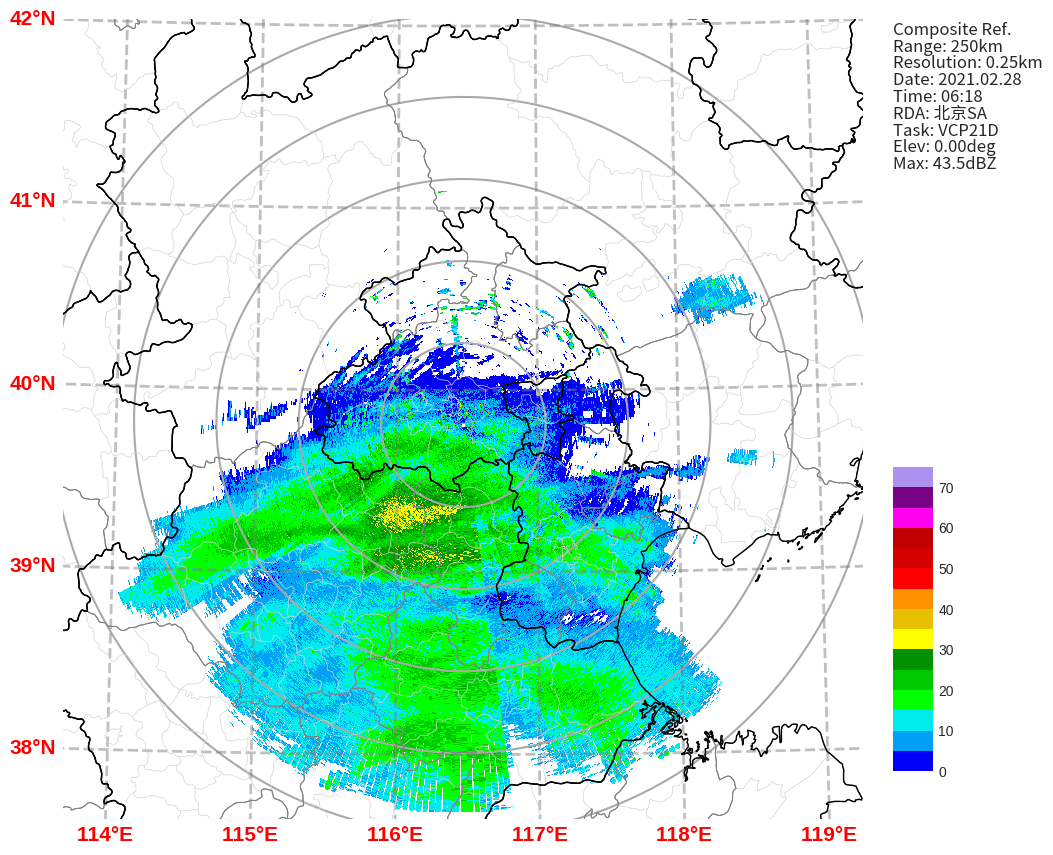 42°N
41°N
40°N
39°N
38°N
114°E 115°E 116°E 117°E 118°E 119°E
Composite Ref.
Range: 250km
Resolution: 0.25km
Date: 2021.02.28
Time: 06:18
RDA: 北京SA
Task: VCP21D
Elev: 0.00deg
Max: 43.5dBZ
70
60
50
40
30
20
10
0